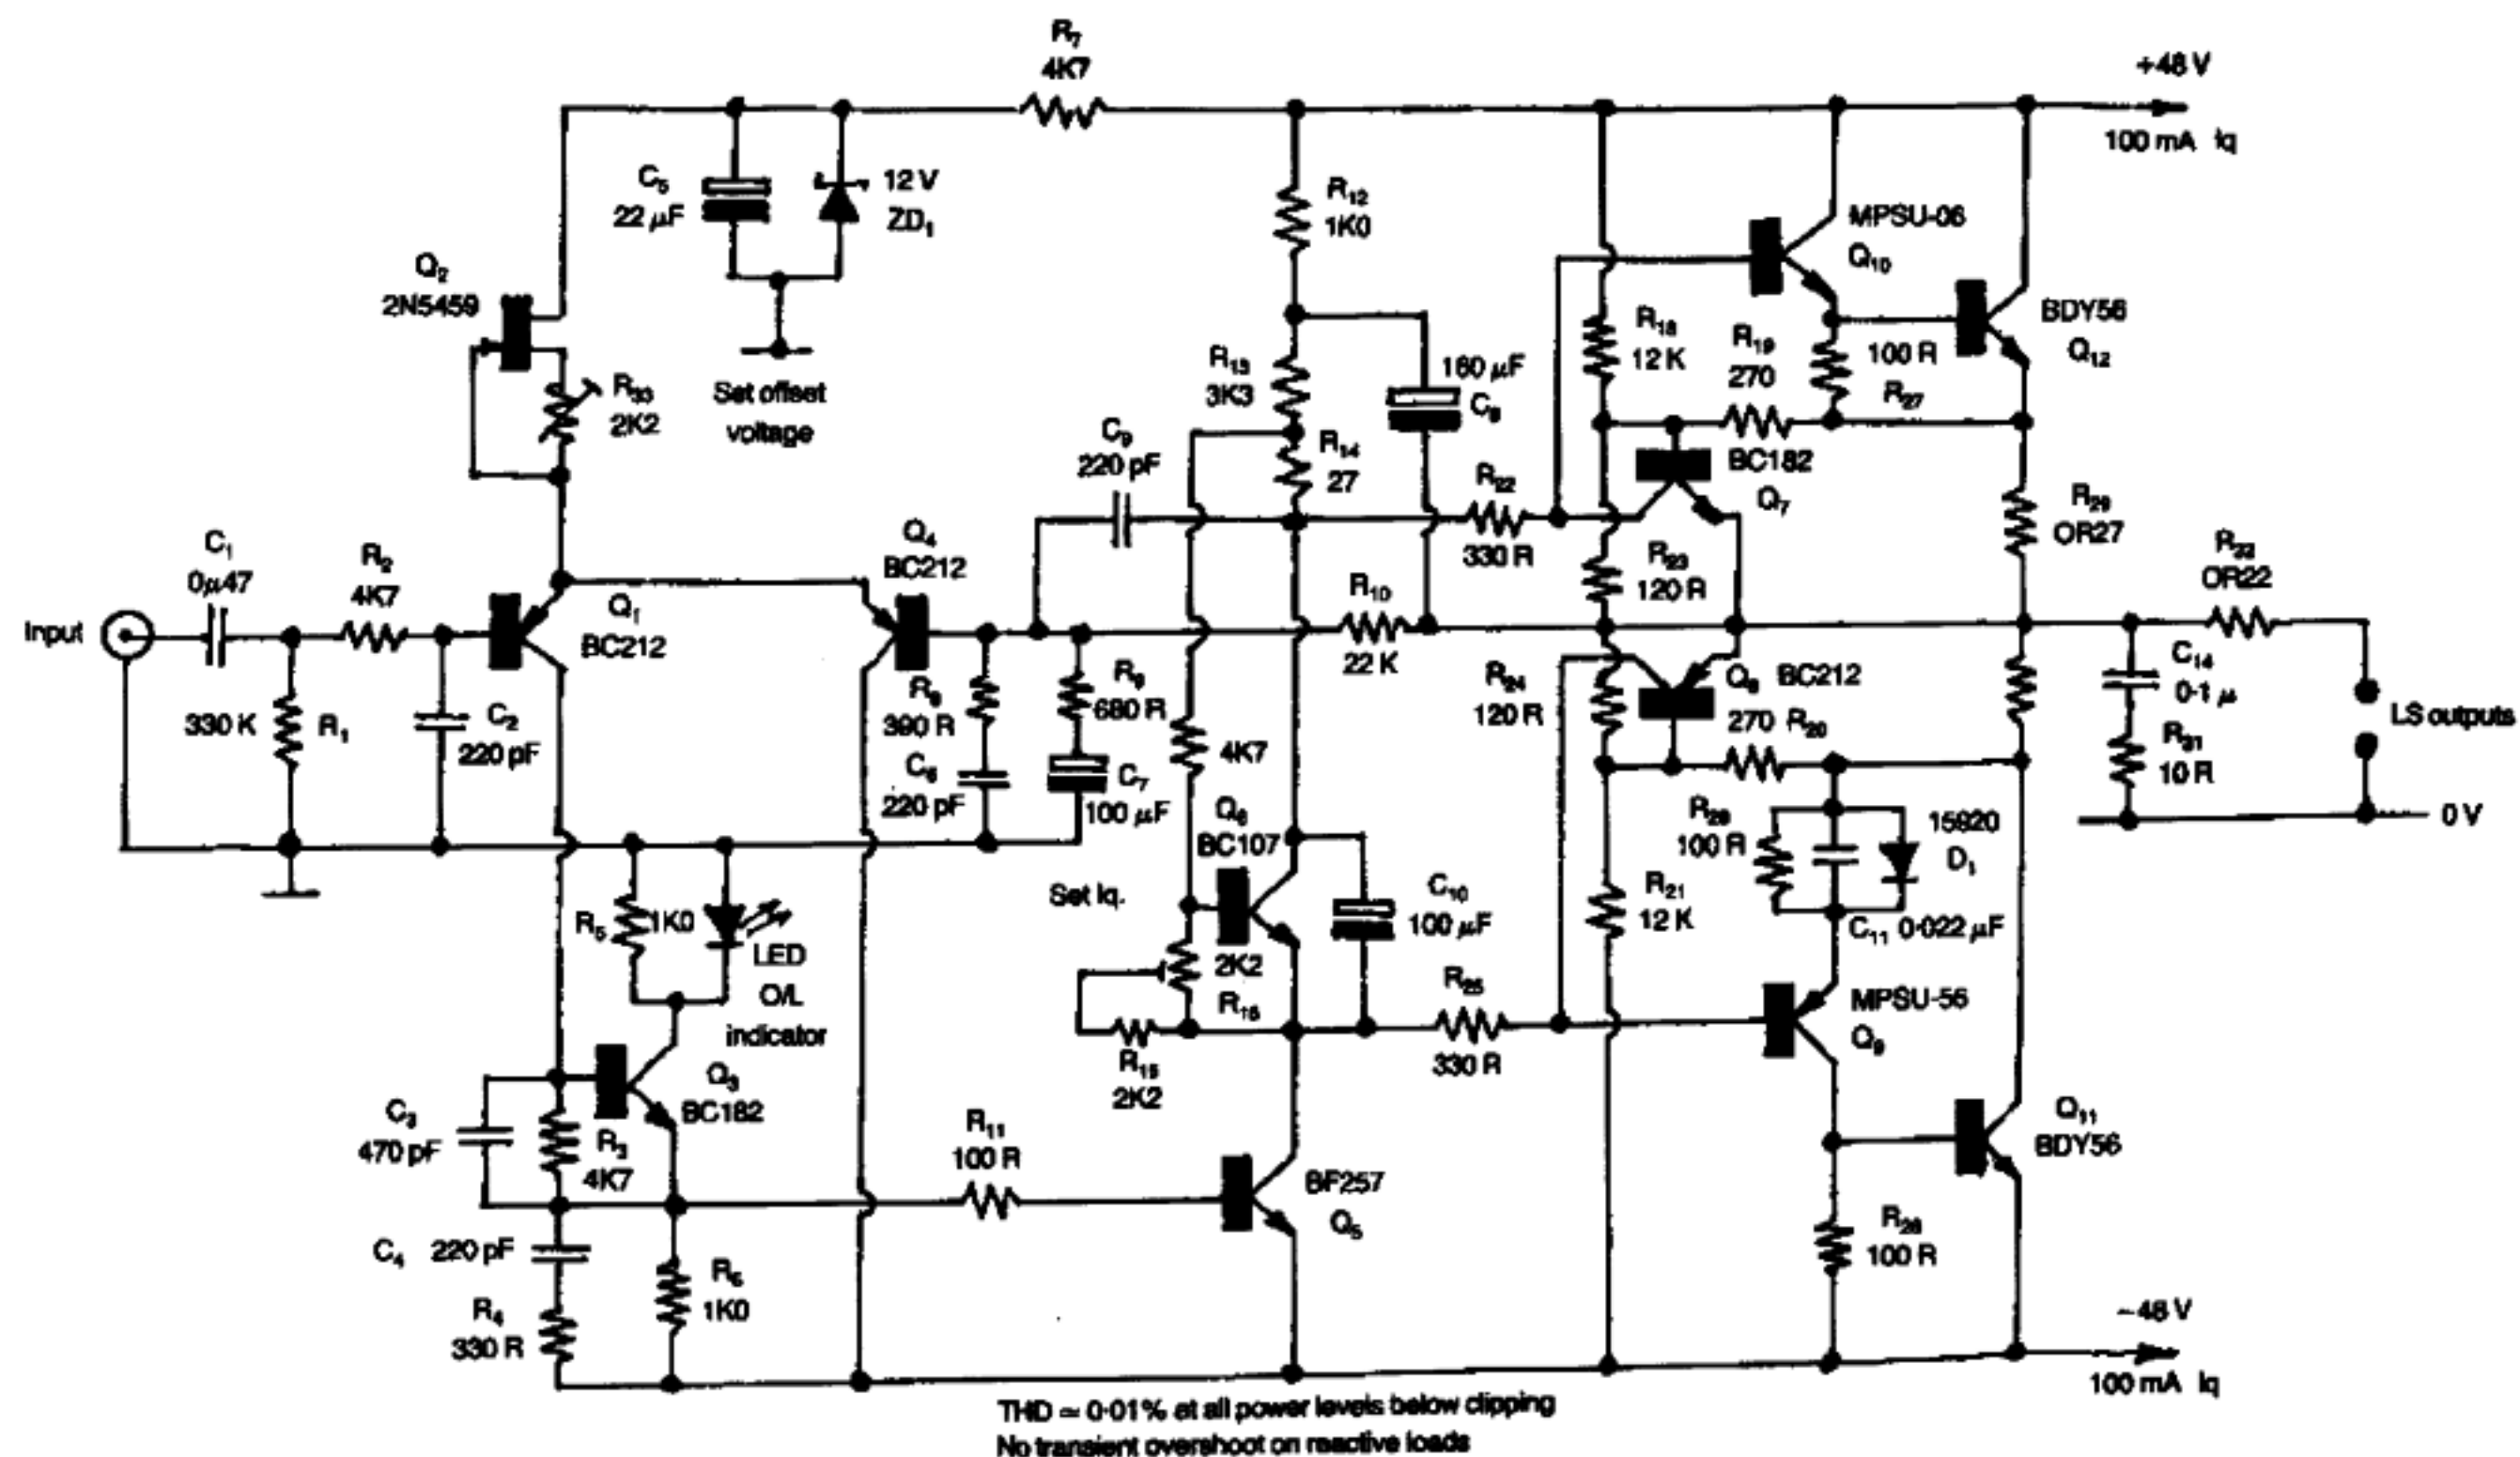 R7
4K7
+48 V
100 mA Iq
C5
22 μF
12 V
ZD1
R12
1K0
MPSU-06
Q10
Q2
2N5459
R33
2K2
Set offset
voltage
R13
3K3
160 μF
C8
R18
12 K
R19
270
100 R
R27
BDY56
Q12
C9
220 pF
R14
27
R22
330 R
BC182
Q7
R29
OR27
R32
OR22
C1
0μ47
R2
4K7
Q4
BC212
R23
120 R
Input
Q1
BC212
R10
22 K
330 K
R1
C2
220 pF
R9
390 R
R8
680 R
C6
220 pF
C7
100 μF
4K7
R24
120 R
Q8
BC212
270
R20
C14
0·1 μ
R31
10 R
LS outputs
0 V
Q6
BC107
Set Iq.
C10
100 μF
R21
12 K
100 R
15920
D1
C11 0·022 μF
R5
1K0
LED
O/L
indicator
2K2
R16
R15
2K2
R25
330 R
MPSU-56
Q9
C3
470 pF
R3
4K7
Q3
BC182
R11
100 R
BF257
Q5
Q11
BDY56
C4 220 pF
R4
330 R
R6
1K0
100 R
−48 V
100 mA Iq
THD ≃ 0·01% at all power levels below clipping
No transient overshoot on reactive loads